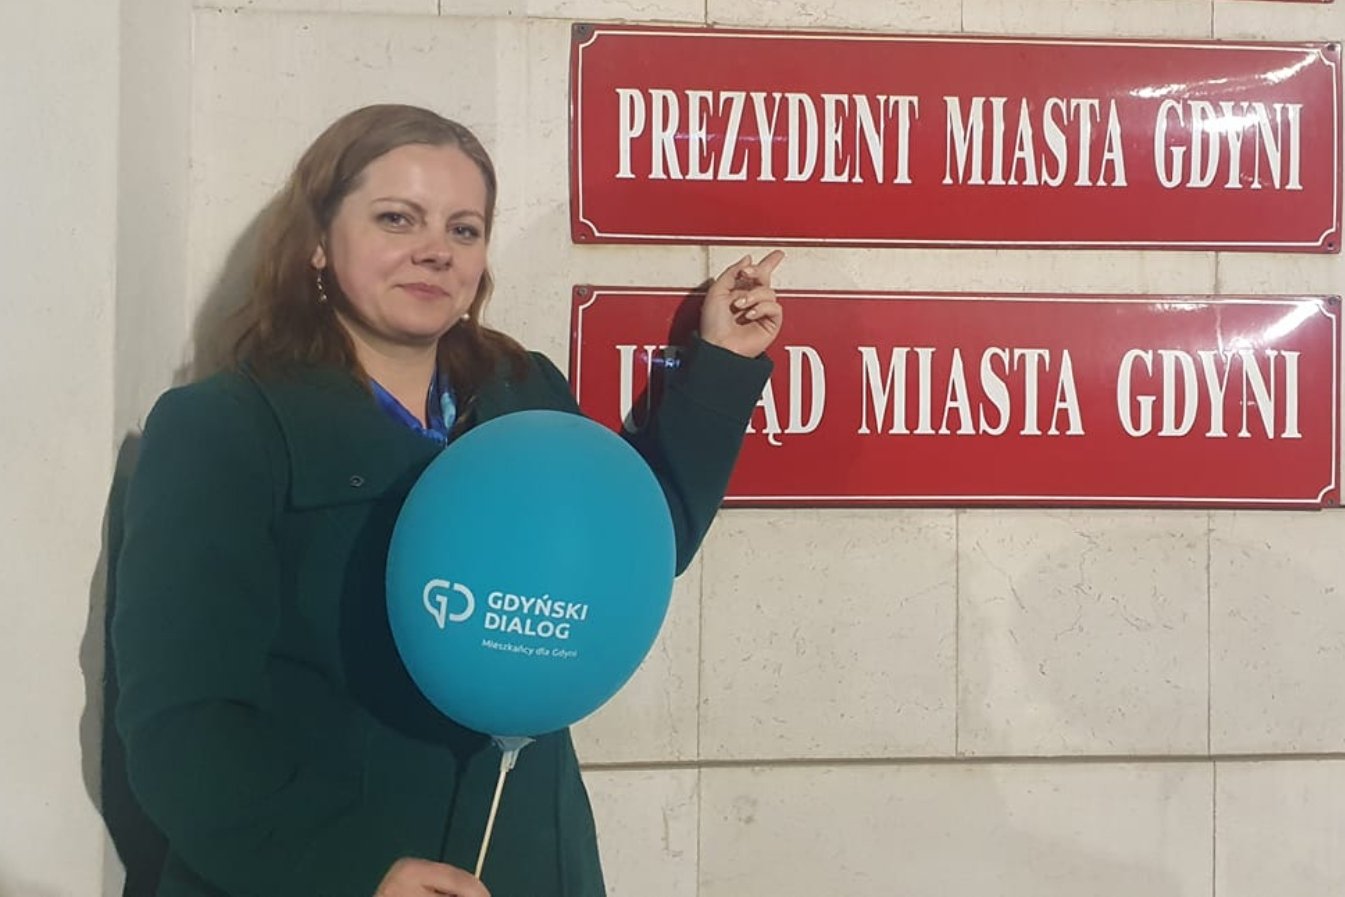 PREZYDENT MIASTA GDYNI
MIASTA GDYNI
GDYŃSKI
DIALOG
Mieszkańcy dla Gdyni